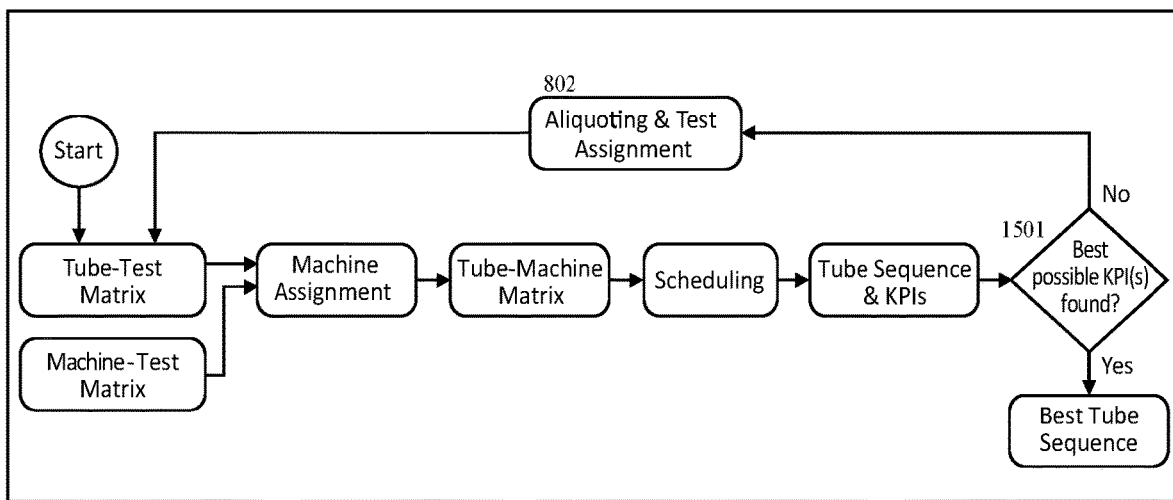 802
Aliquoting & Test
Assignment
Start
No
1501
Tube-Test
Matrix
Machine
Assignment
Tube-Machine
Matrix
Scheduling
Tube Sequence
& KPIs
Best
possible KPI(s)
found?
Machine-Test
Matrix
Yes
Best Tube
Sequence